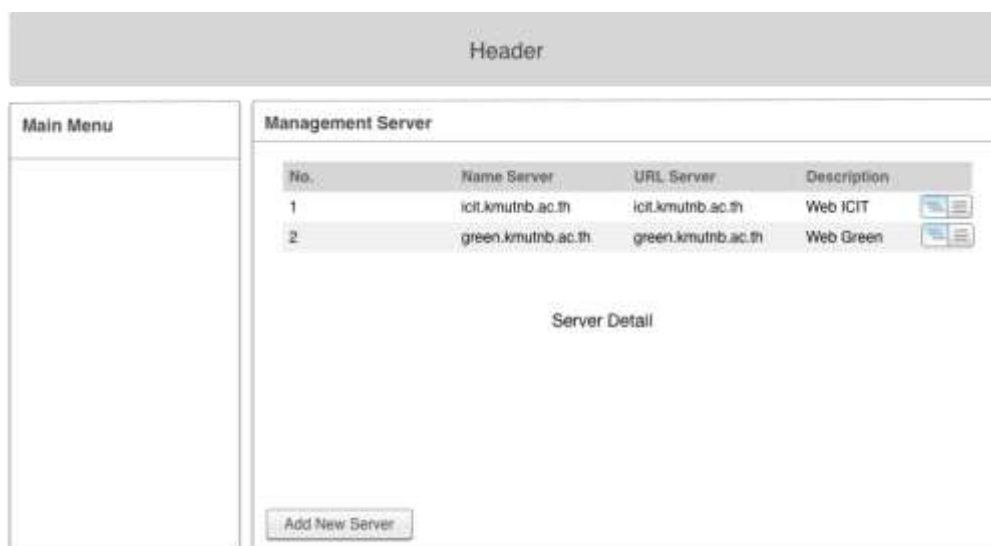 Header
Main Menu
Management Server
No. Name Server URL Server Description
1 icit.kmutnb.ac.th icit.kmutnb.ac.th Web ICIT
2 green.kmutnb.ac.th green.kmutnb.ac.th Web Green
Server Detail
Add New Server